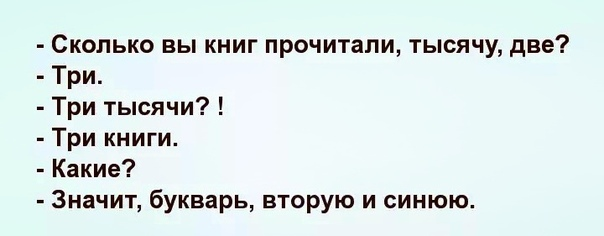 - Сколько вы книг прочитали, тысячу, две?
- Три.
- Три тысячи? !
- Три книги.
- Какие?
- Значит, букварь, вторую и синюю.